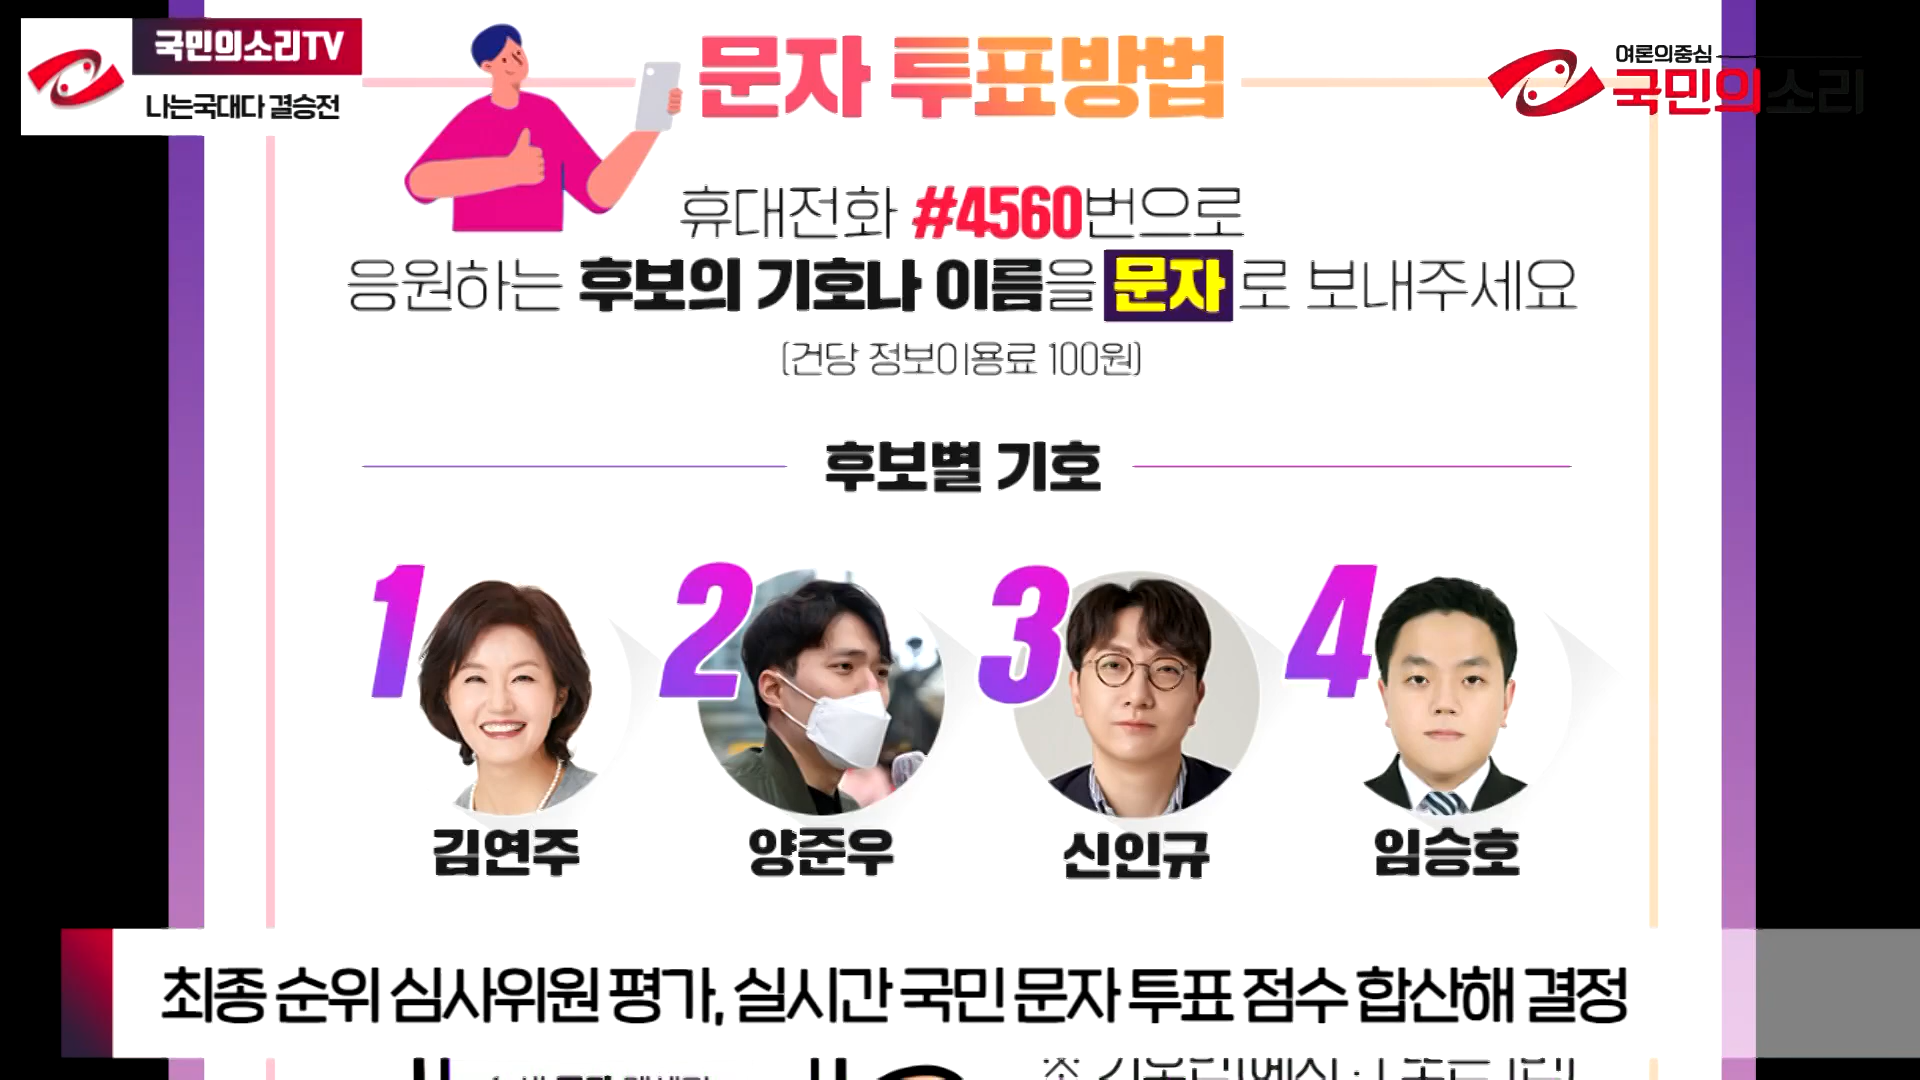 국민의소리TV
나는국대다 결승전
여론의중심
국민의소리
문자 투표방법
휴대전화 #4560번으로
응원하는 후보의 기호나 이름을 문자로 보내주세요
(건당 정보이용료 100원)
후보별 기호
1 2 3 4
김연주 양준우 신인규 임승호
최종 순위 심사위원 평가, 실시간 국민 문자 투표 점수 합산해 결정